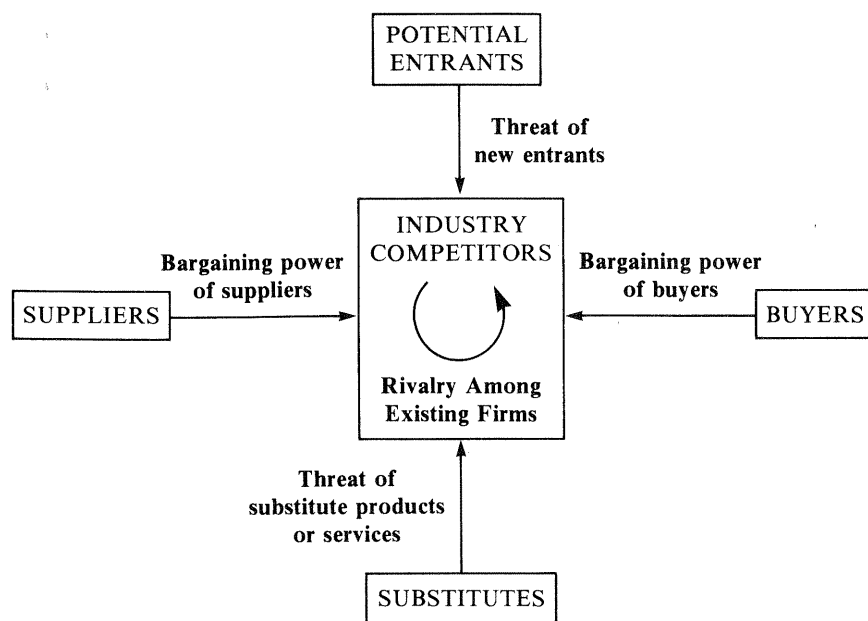 POTENTIAL
ENTRANTS
Threat of
new entrants
INDUSTRY
COMPETITORS
Bargaining power
of suppliers
Bargaining power
of buyers
SUPPLIERS
BUYERS
Rivalry Among
Existing Firms
Threat of
substitute products
or services
SUBSTITUTES